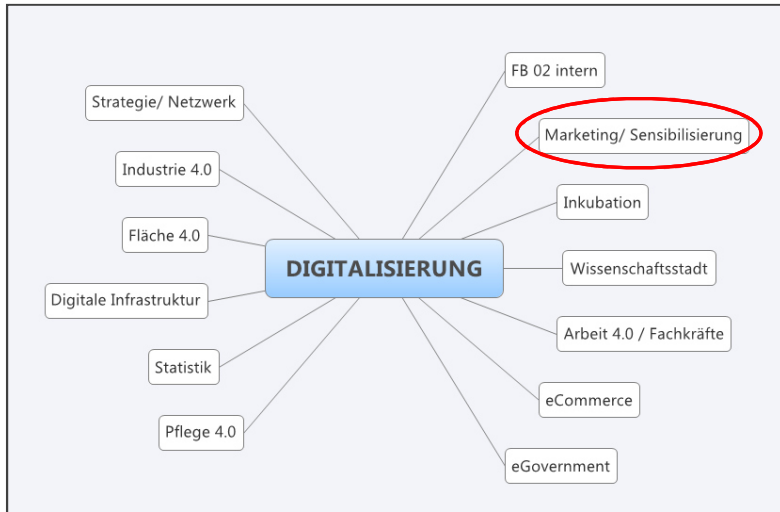 FB 02 intern
Strategie/ Netzwerk
Marketing/ Sensibilisierung
Industrie 4.0
Inkubation
Fläche 4.0
DIGITALISIERUNG
Wissenschaftsstadt
Digitale Infrastruktur
Arbeit 4.0 / Fachkräfte
Statistik
eCommerce
Pflege 4.0
eGovernment